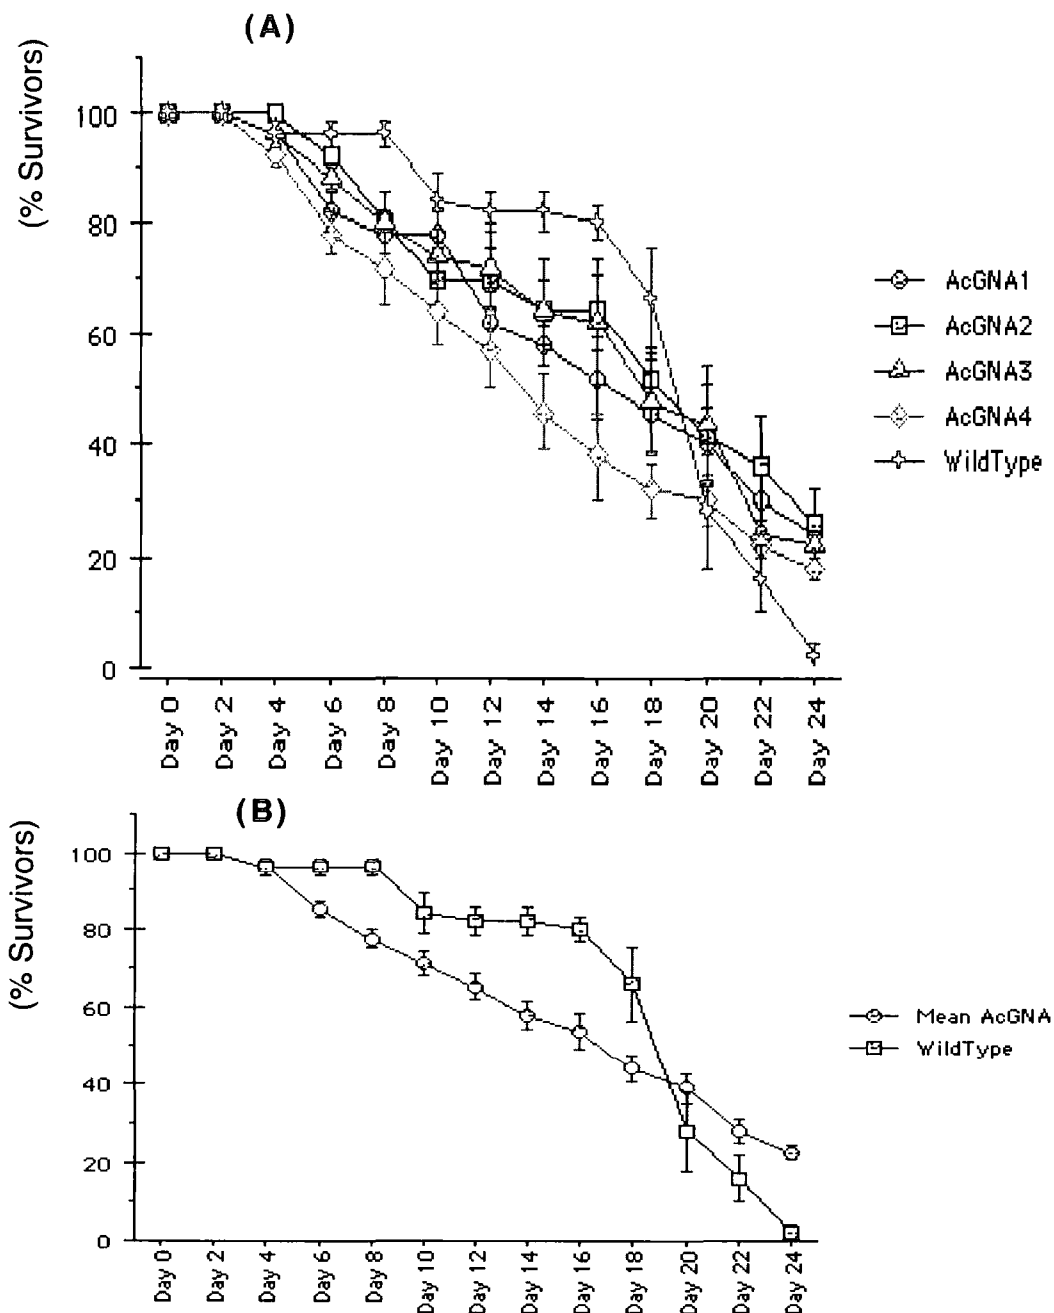 (A)
(% Survivors)
100
80
60
40
20
0
Day 0
Day 2
Day 4
Day 6
Day 8
Day 10
Day 12
Day 14
Day 16
Day 18
Day 20
Day 22
Day 24
AcGNA1
AcGNA2
AcGNA3
AcGNA4
WildType
(B)
(% Survivors)
100
80
60
40
20
0
Day 0
Day 2
Day 4
Day 6
Day 8
Day 10
Day 12
Day 14
Day 16
Day 18
Day 20
Day 22
Day 24
Mean AcGNA
WildType